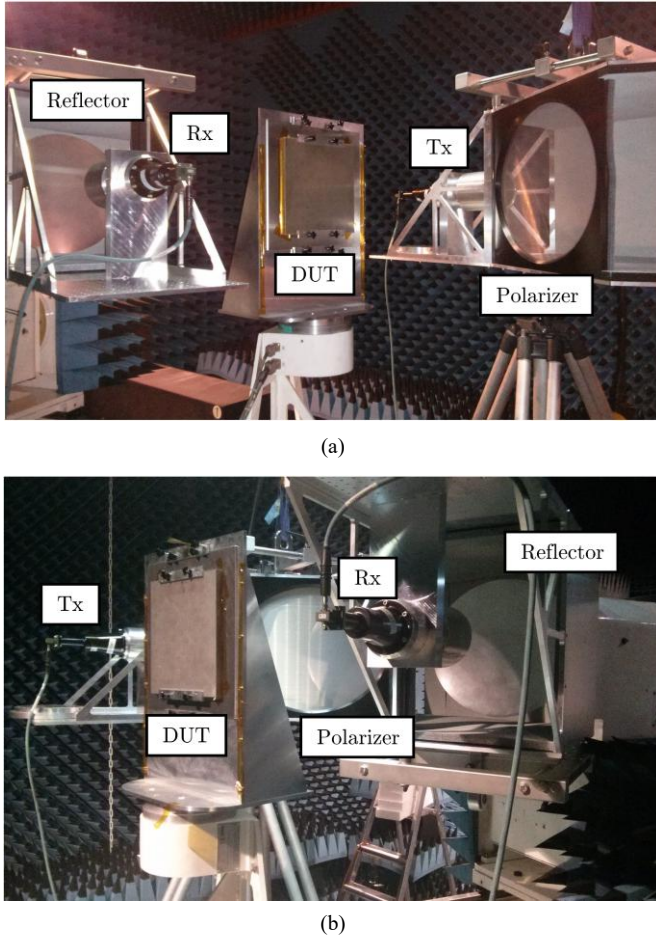 Reflector
Rx
Tx
DUT
Polarizer
(a)
Reflector
Rx
Tx
DUT
Polarizer
(b)